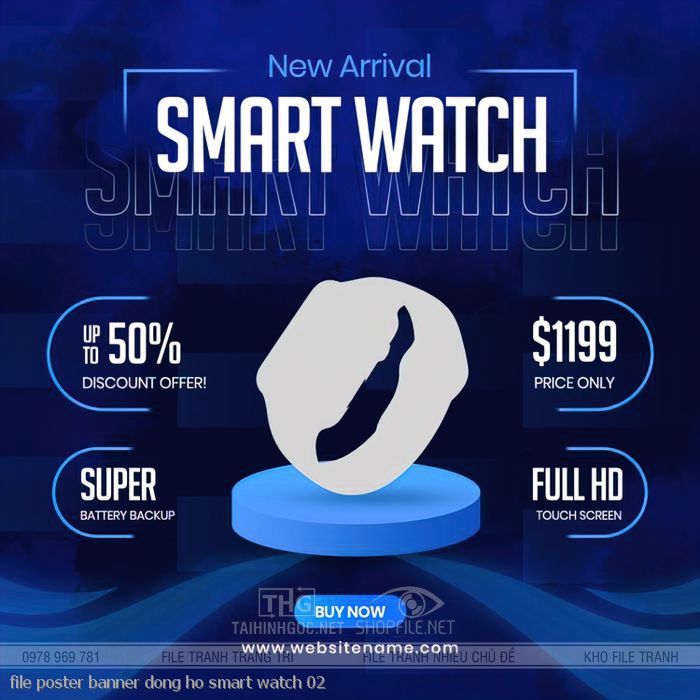 New Arrival
SMART WATCH
SMART WATCH
SMART WATCH
UP TO 50%
DISCOUNT OFFER!
$1199
PRICE ONLY
SUPER
BATTERY BACKUP
FULL HD
TOUCH SCREEN
THG
BUY NOW
TAIHINHGOC.NET SHOPFILE.NET
www.websitename.com
0978 969 781 FILE TRANH TRANG TRÍ FILE TRANH NHIỀU CHỦ ĐỀ KHO FILE TRANH
file poster banner dong ho smart watch 02